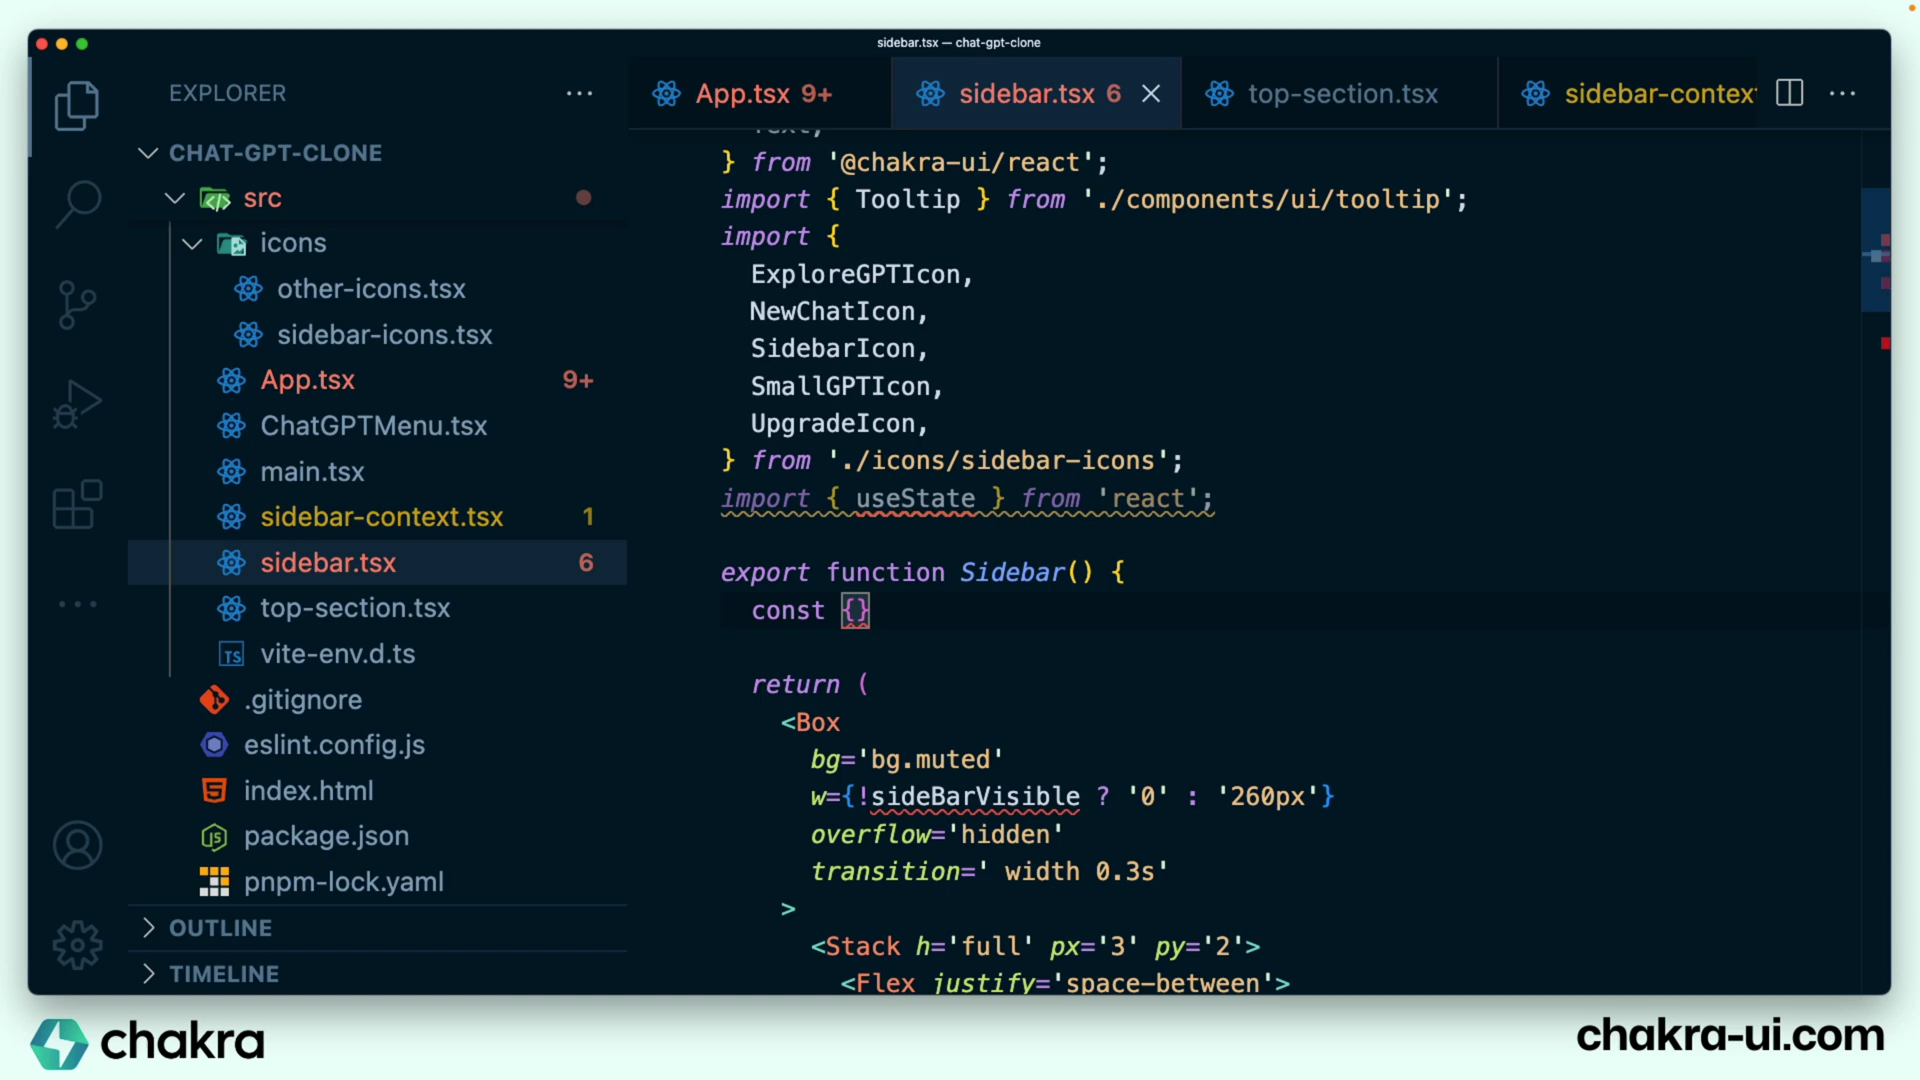 sidebar.tsx — chat-gpt-clone
EXPLORER
CHAT-GPT-CLONE
src
icons
other-icons.tsx
sidebar-icons.tsx
App.tsx 9+
ChatGPTMenu.tsx
main.tsx
sidebar-context.tsx 1
sidebar.tsx 6
top-section.tsx
TS vite-env.d.ts
.gitignore
eslint.config.js
index.html
package.json
pnpm-lock.yaml
OUTLINE
TIMELINE
App.tsx 9+
sidebar.tsx 6
top-section.tsx
sidebar-context
Text,
} from '@chakra-ui/react';
import { Tooltip } from './components/ui/tooltip';
import {
ExploreGPTIcon,
NewChatIcon,
SidebarIcon,
SmallGPTIcon,
UpgradeIcon,
} from './icons/sidebar-icons';
import { useState } from 'react';
export function Sidebar() {
const {}
return (
<Box
bg='bg.muted'
w={!sideBarVisible ? '0' : '260px'}
overflow='hidden'
transition=' width 0.3s'
>
<Stack h='full' px='3' py='2'>
<Flex justify='space-between'>
chakra
chakra-ui.com